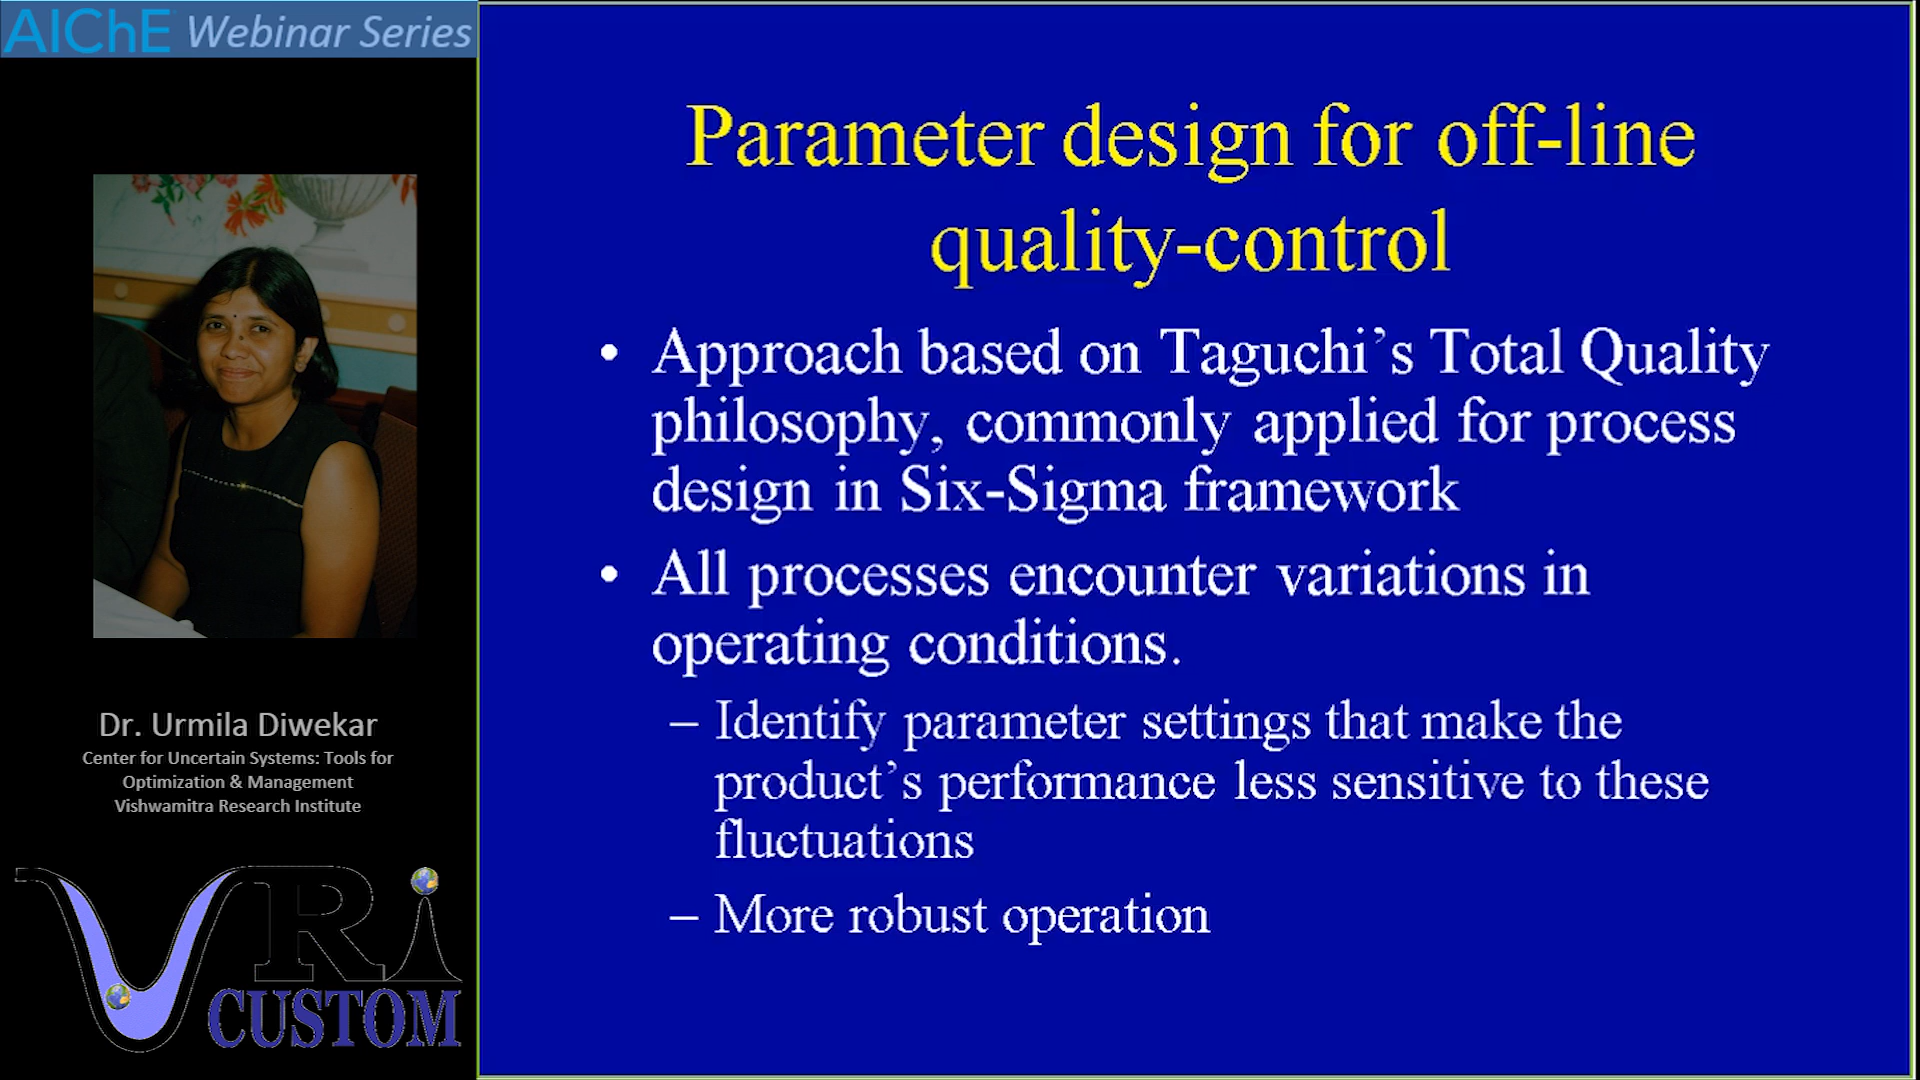 AIChE Webinar Series
Parameter design for off-line
quality-control
• Approach based on Taguchi’s Total Quality
philosophy, commonly applied for process
design in Six-Sigma framework
• All processes encounter variations in
operating conditions.
– Identify parameter settings that make the
product’s performance less sensitive to these
fluctuations
– More robust operation
Dr. Urmila Diwekar
Center for Uncertain Systems: Tools for
Optimization & Management
Vishwamitra Research Institute
VRi
CUSTOM